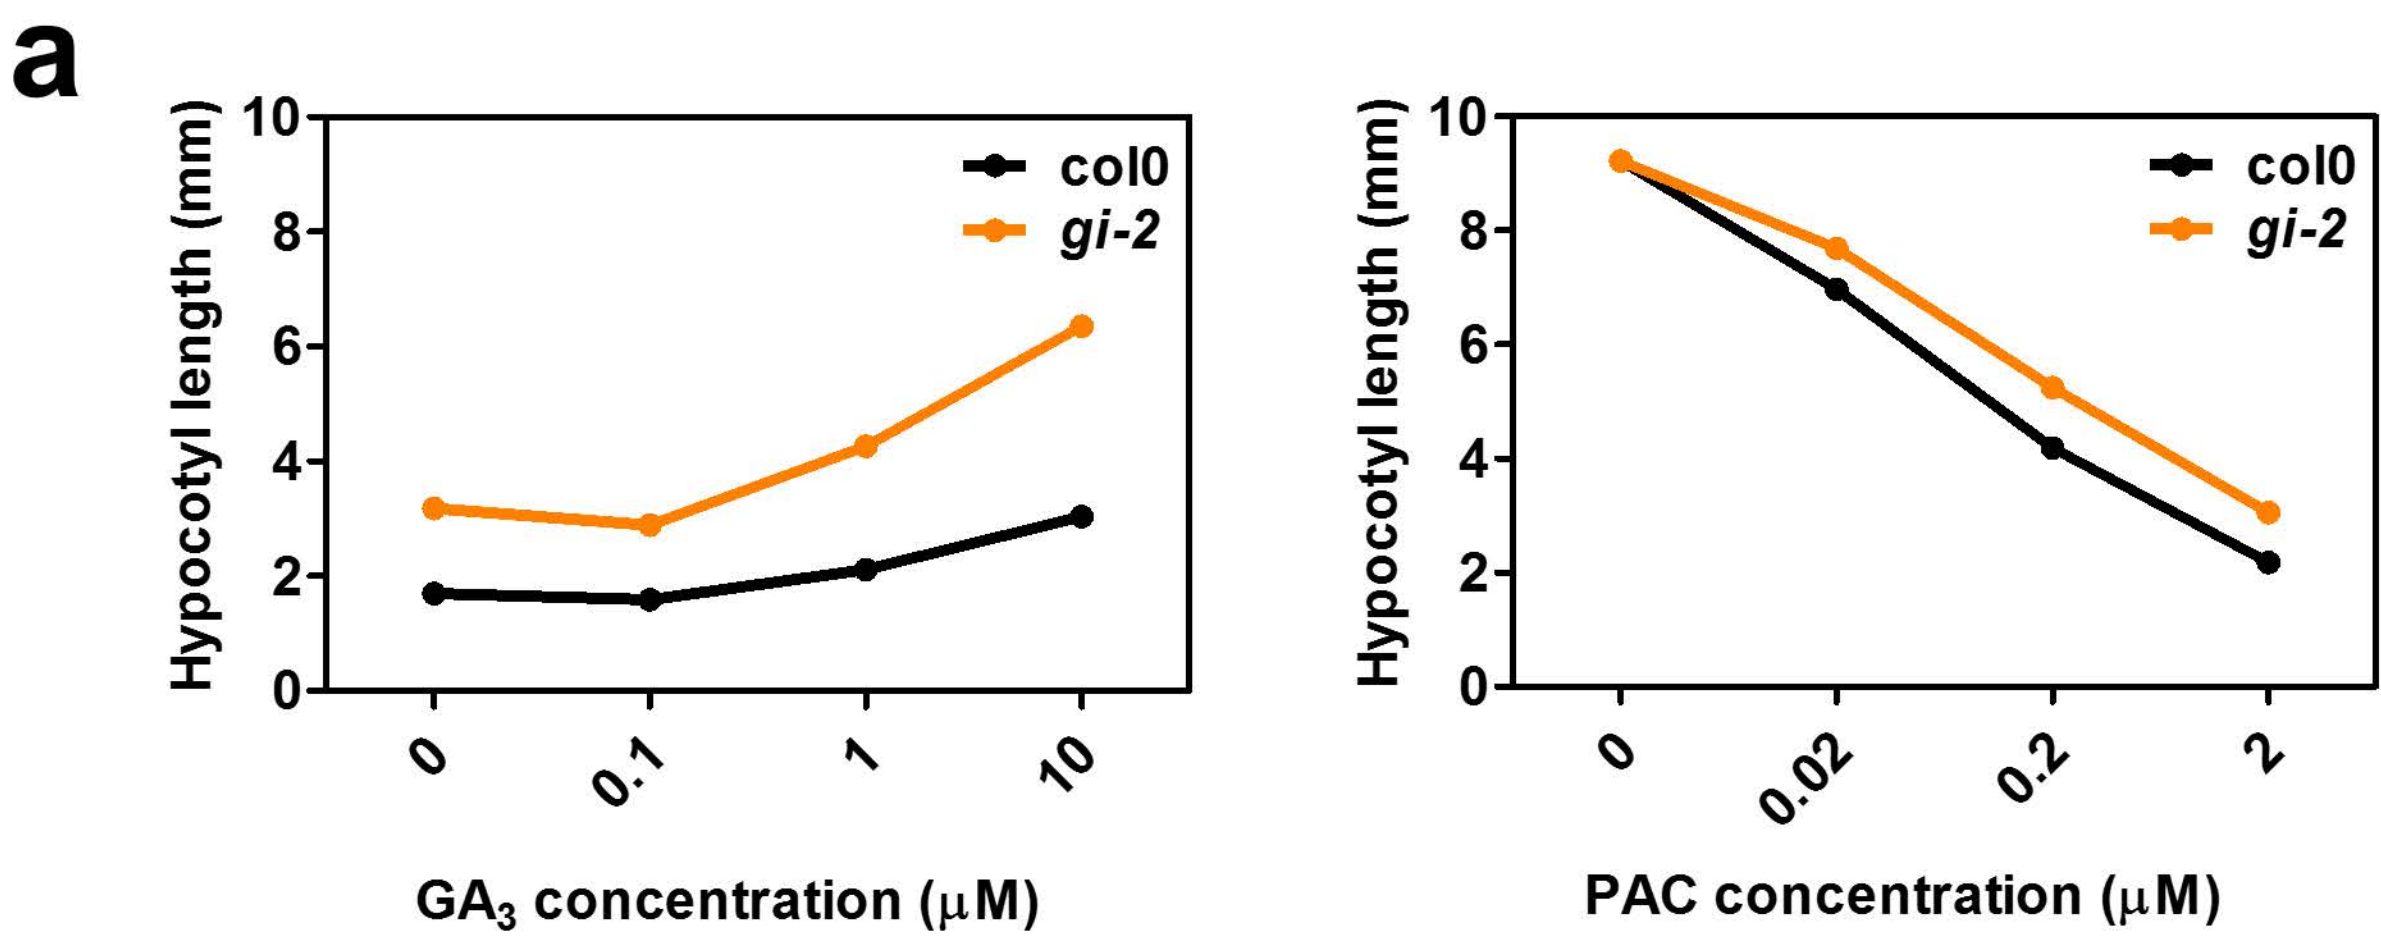 a
Hypocotyl length (mm)
10
8
6
4
2
0
col0
gi-2
0
0.1
1
10
GA3 concentration (μM)
Hypocotyl length (mm)
10
8
6
4
2
0
col0
gi-2
0
0.02
0.2
2
PAC concentration (μM)